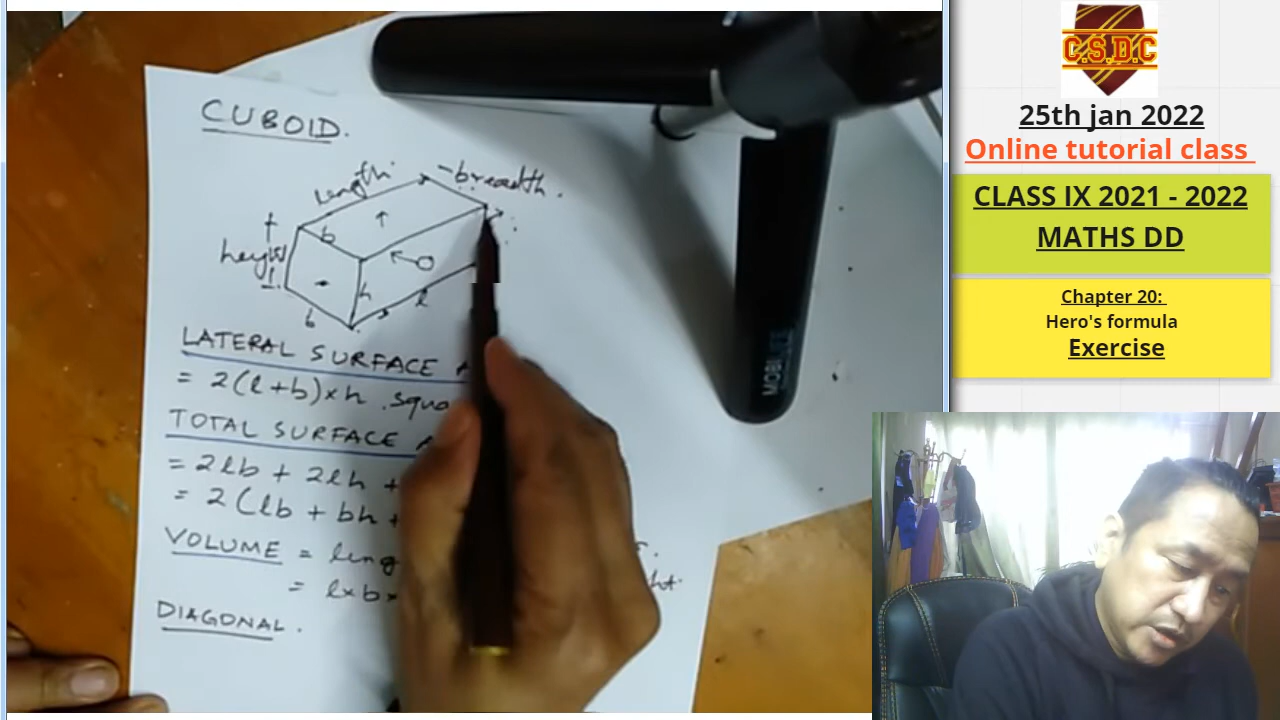 CUBOID.
length
breadth.
b
height
h
l
b
LATERAL SURFACE
= 2(l+b)×h
TOTAL SURFACE
= 2lb + 2lh +
= 2(lb + bh +
VOLUME =
= l×b×
DIAGONAL.
C.S.D.C
25th jan 2022
Online tutorial class
CLASS IX 2021 - 2022
MATHS DD
Chapter 20:
Hero's formula
Exercise